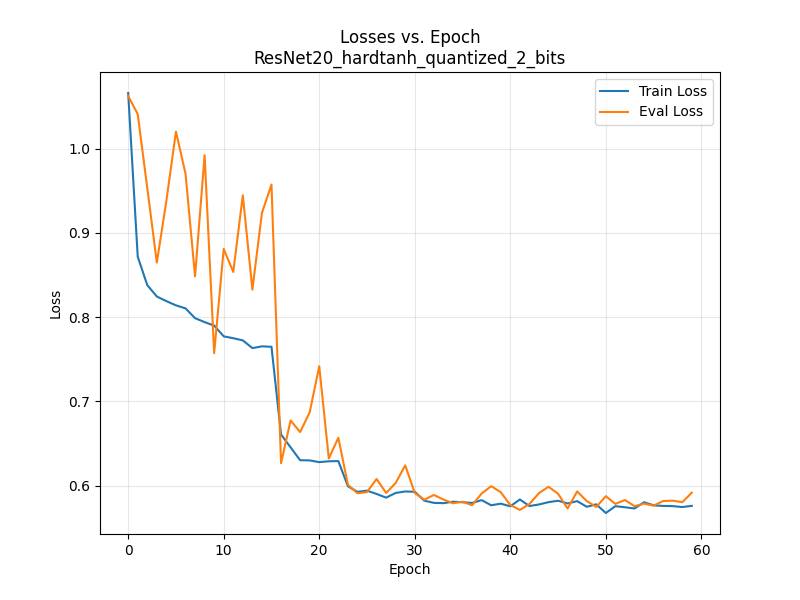 Losses vs. Epoch
ResNet20_hardtanh_quantized_2_bits
Train Loss
Eval Loss
1.0
0.9
0.8
0.7
0.6
Loss
0
10
20
30
40
50
60
Epoch